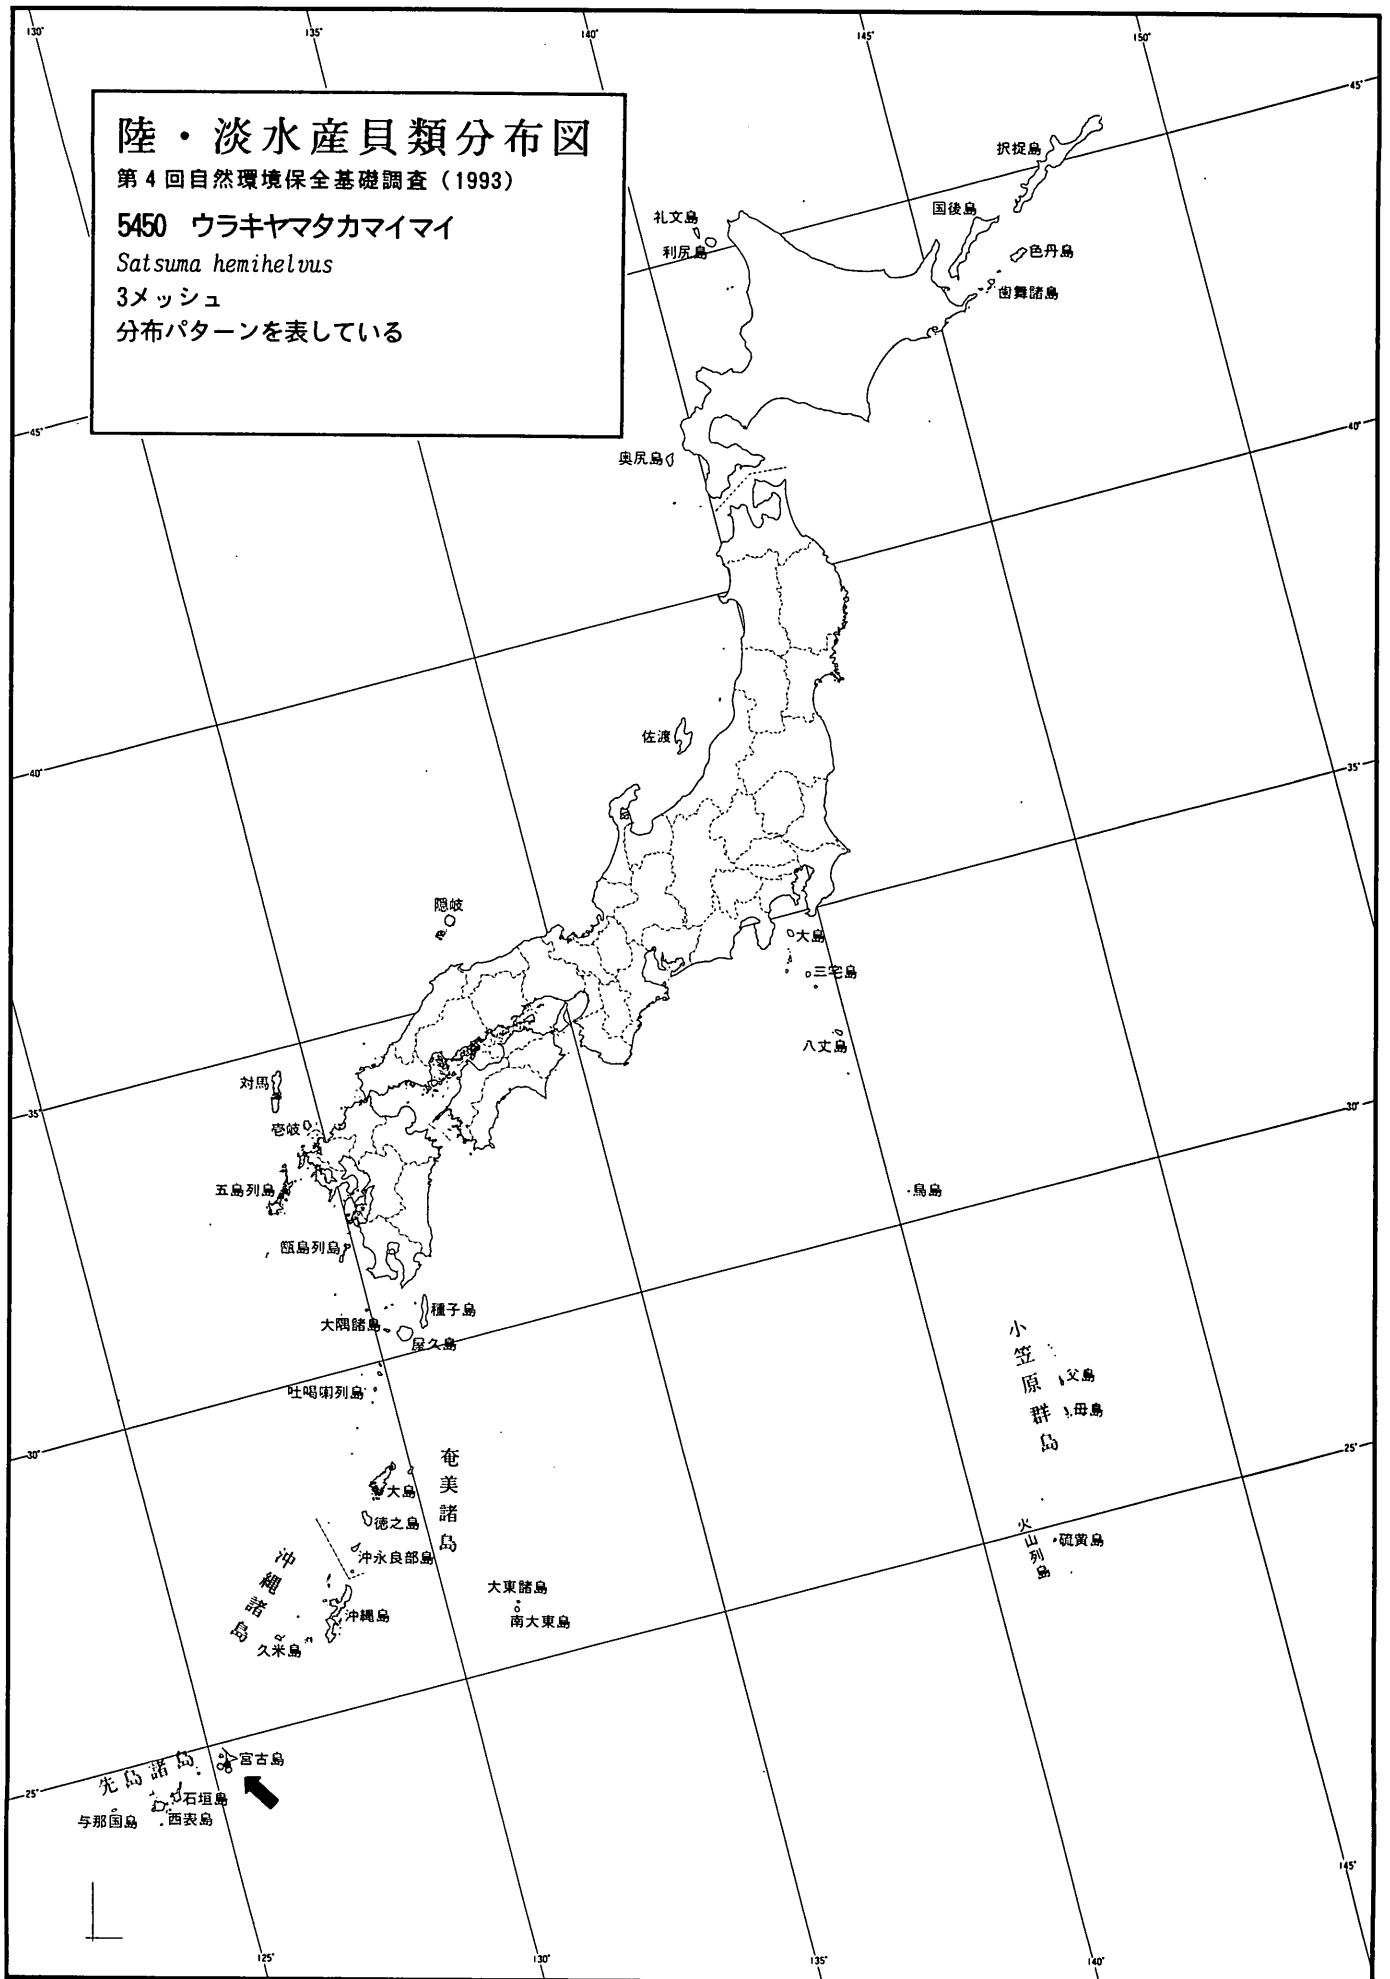 130°
135°
140°
145°
150°
45°
陸・淡水産貝類分布図
第4回自然環境保全基礎調査（1993）
5450 ウラキヤマタカマイマイ
Satsuma hemihelvus
3メッシュ
分布パターンを表している
択捉島
国後島
色丹島
歯舞諸島
礼文島
利尻島
45°
40°
奥尻島
佐渡
40°
35°
隠岐
大島
三宅島
八丈島
対馬
35°
壱岐
30°
五島列島
鳥島
甑島列島
種子島
大隅諸島
屋久島
吐噶喇列島
小笠原群島
父島
母島
30°
25°
奄美諸島
大島
徳之島
沖永良部島
火山列島
硫黄島
沖縄諸島
沖縄島
久米島
大東諸島
南大東島
先島諸島
宮古島
25°
石垣島
与那国島
西表島
145°
125°
130°
135°
140°